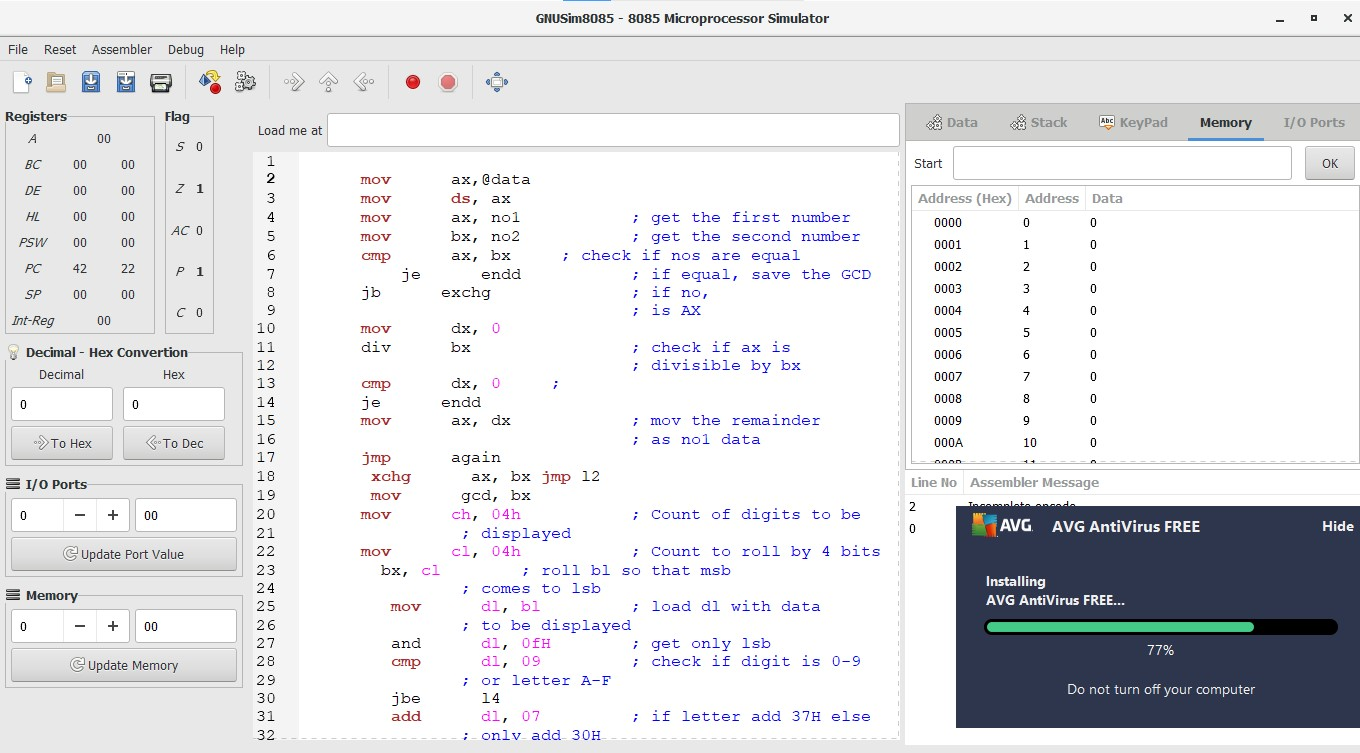 GNUSim8085 - 8085 Microprocessor Simulator
File Reset Assembler Debug Help
Registers
A 00
BC 00 00
DE 00 00
HL 00 00
PSW 00 00
PC 42 22
SP 00 00
Int-Reg 00
Flag
S 0
Z 1
AC 0
P 1
C 0
Decimal - Hex Convertion
Decimal Hex
0 0
To Hex To Dec
I/O Ports
0 − + 00
Update Port Value
Memory
0 − + 00
Update Memory
Load me at
1
2 mov ax,@data
3 mov ds, ax
4 mov ax, no1 ; get the first number
5 mov bx, no2 ; get the second number
6 cmp ax, bx ; check if nos are equal
7 je endd ; if equal, save the GCD
8 jb exchg ; if no,
9 ; is AX
10 mov dx, 0
11 div bx ; check if ax is
12 ; divisible by bx
13 cmp dx, 0 ;
14 je endd
15 mov ax, dx ; mov the remainder
16 ; as no1 data
17 jmp again
18 xchg ax, bx jmp l2
19 mov gcd, bx
20 mov ch, 04h ; Count of digits to be
21 ; displayed
22 mov cl, 04h ; Count to roll by 4 bits
23 bx, cl ; roll bl so that msb
24 ; comes to lsb
25 mov dl, bl ; load dl with data
26 ; to be displayed
27 and dl, 0fH ; get only lsb
28 cmp dl, 09 ; check if digit is 0-9
29 ; or letter A-F
30 jbe l4
31 add dl, 07 ; if letter add 37H else
32 ; only add 30H
Data Stack Abc KeyPad Memory I/O Ports
Start OK
Address (Hex) Address Data
0000 0 0
0001 1 0
0002 2 0
0003 3 0
0004 4 0
0005 5 0
0006 6 0
0007 7 0
0008 8 0
0009 9 0
000A 10 0
000B 11 0
Line No Assembler Message
2 Incomplete opcode
0
AVG AVG AntiVirus FREE Hide
Installing
AVG AntiVirus FREE...
77%
Do not turn off your computer